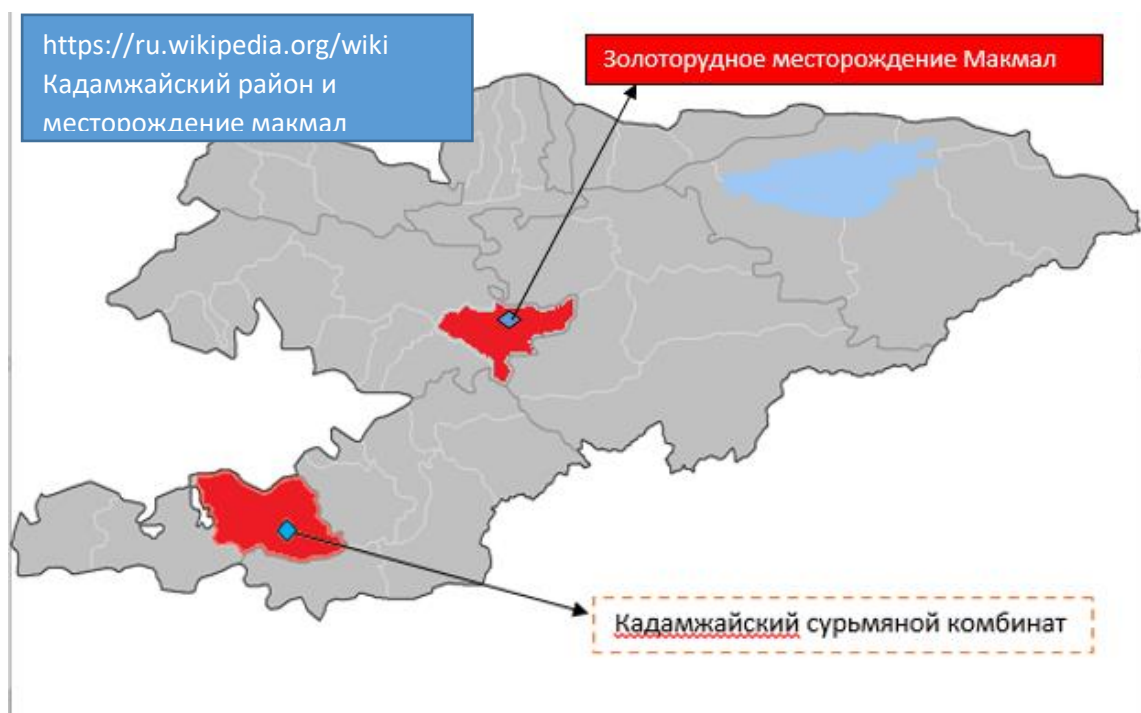 https://ru.wikipedia.org/wiki
Кадамжайский район и
месторождение макмал
Золоторудное месторождение Макмал
Кадамжайский сурьмяной комбинат